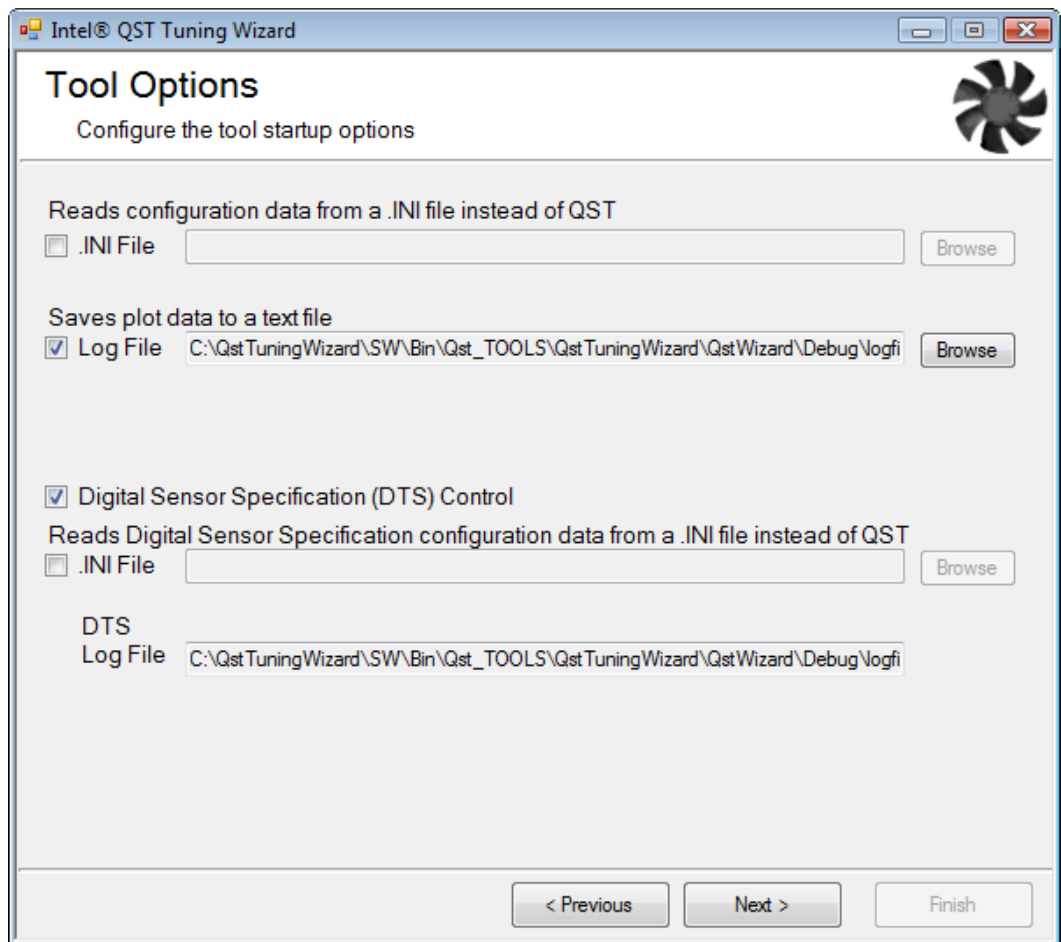 Intel® QST Tuning Wizard
Tool Options
Configure the tool startup options
Reads configuration data from a .INI file instead of QST
.INI File
Browse
Saves plot data to a text file
Log File C:\QstTuningWizard\SW\Bin\Qst_TOOLS\QstTuningWizard\QstWizard\Debug\logfi Browse
Digital Sensor Specification (DTS) Control
Reads Digital Sensor Specification configuration data from a .INI file instead of QST
.INI File
Browse
DTS
Log File C:\QstTuningWizard\SW\Bin\Qst_TOOLS\QstTuningWizard\QstWizard\Debug\logfi
< Previous Next > Finish